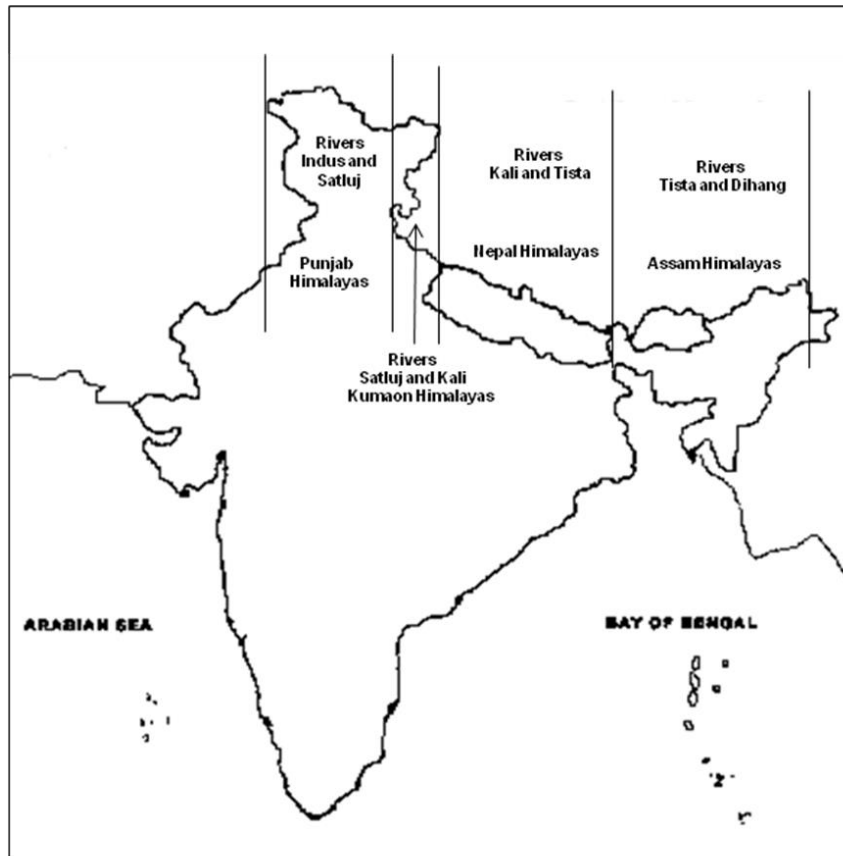 Rivers
Indus and
Satluj
Punjab
Himalayas
Rivers
Satluj and Kali
Kumaon Himalayas
Rivers
Kali and Tista
Nepal Himalayas
Rivers
Tista and Dihang
Assam Himalayas
ARABIAN SEA
BAY OF BENGAL